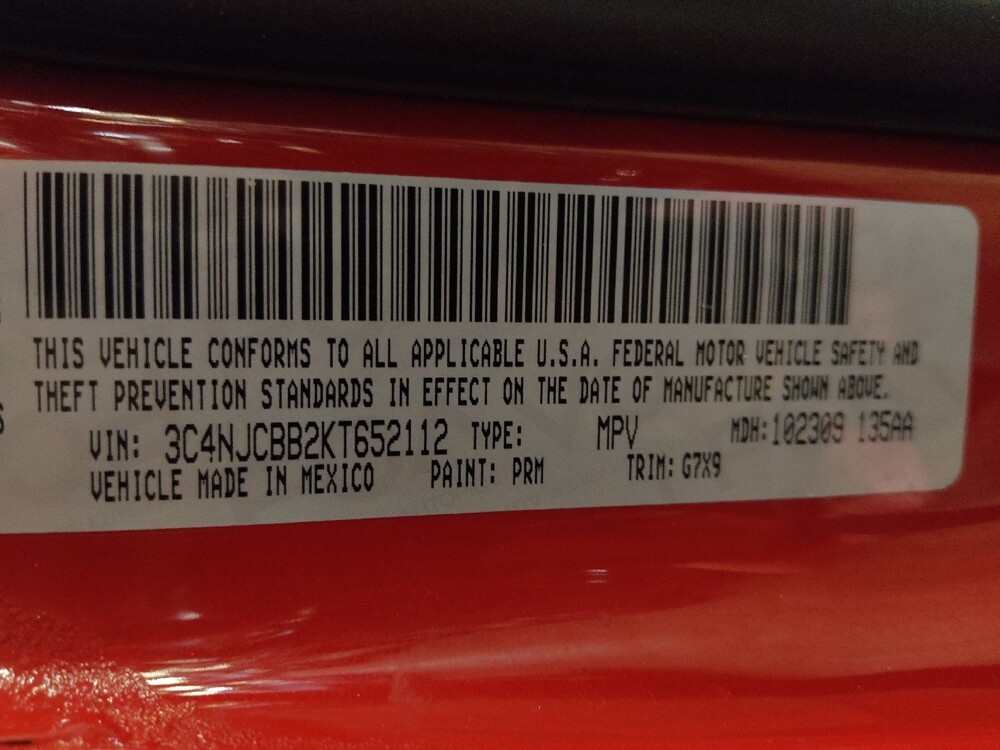 THIS VEHICLE CONFORMS TO ALL APPLICABLE U.S.A. FEDERAL MOTOR VEHICLE SAFETY AND
THEFT PREVENTION STANDARDS IN EFFECT ON THE DATE OF MANUFACTURE SHOWN ABOVE.
VIN: 3C4NJCBB2KT652112 TYPE: MPV MDH:102309 135AA
VEHICLE MADE IN MEXICO PAINT: PRM TRIM: G7X9